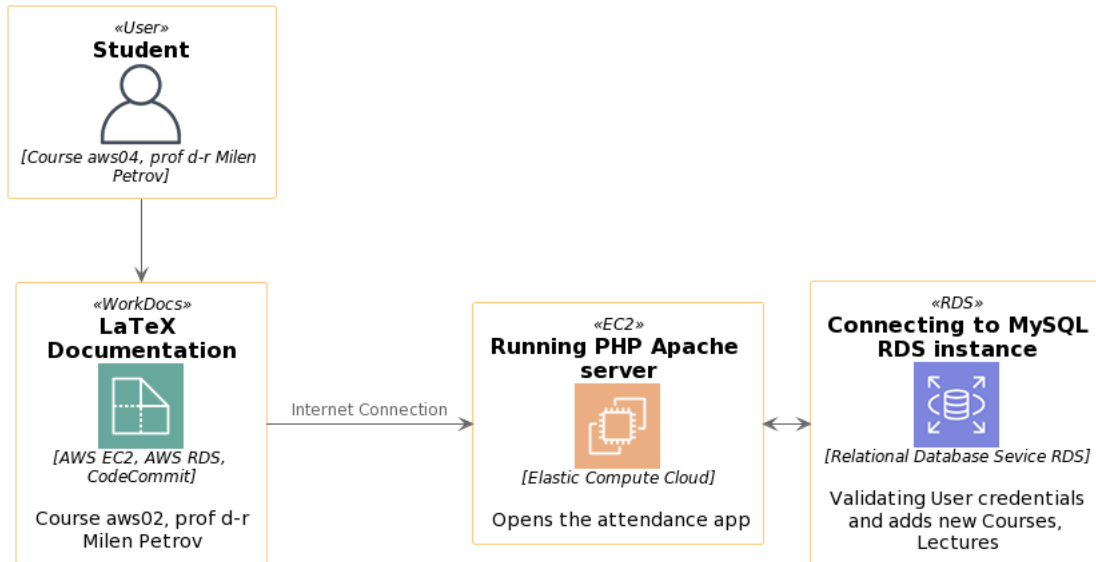 «User»
Student
[Course aws04, prof d-r Milen
Petrov]
«WorkDocs»
LaTeX
Documentation
[AWS EC2, AWS RDS,
CodeCommit]
Course aws02, prof d-r
Milen Petrov
Internet Connection
«EC2»
Running PHP Apache
server
[Elastic Compute Cloud]
Opens the attendance app
«RDS»
Connecting to MySQL
RDS instance
[Relational Database Sevice RDS]
Validating User credentials
and adds new Courses,
Lectures